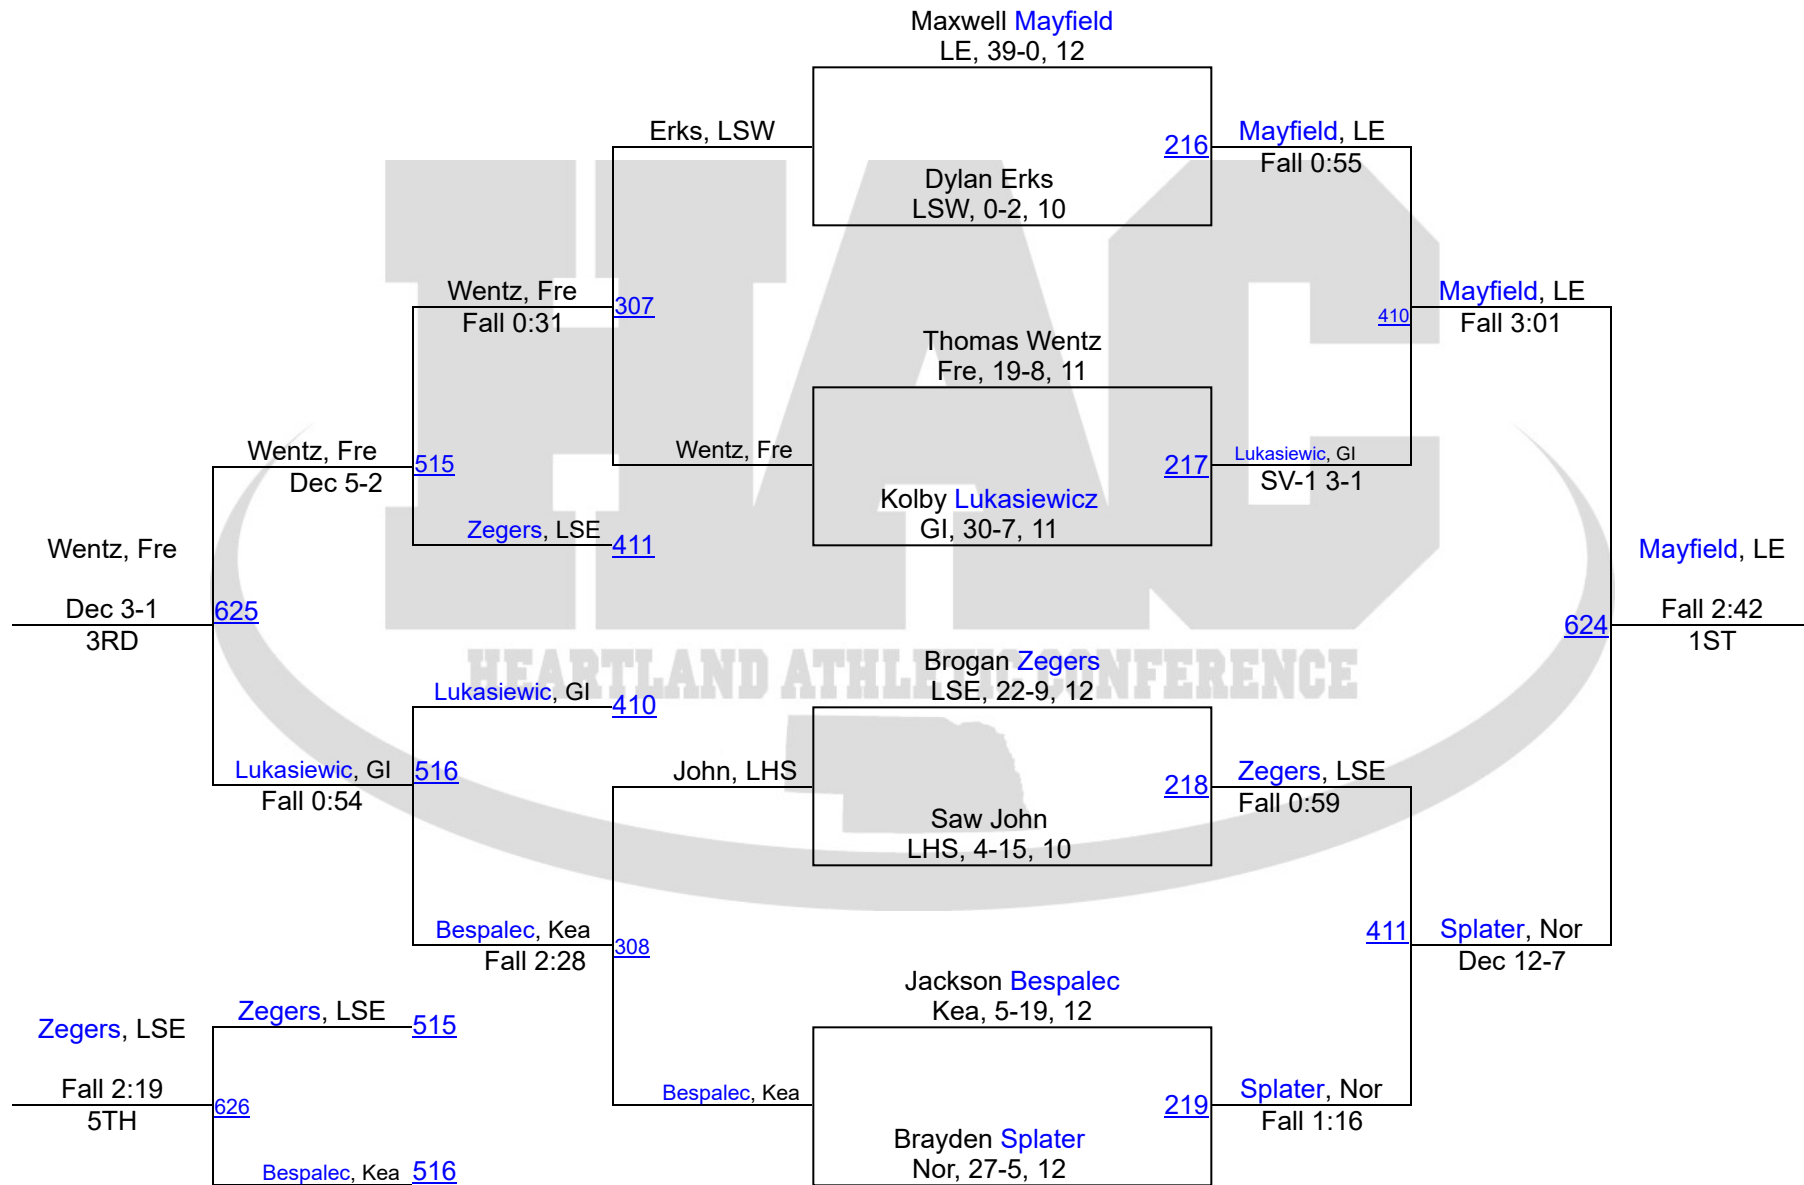 Maxwell Mayfield
LE, 39-0, 12
Erks, LSW
216
Mayfield, LE
Fall 0:55
Dylan Erks
LSW, 0-2, 10
Wentz, Fre
Fall 0:31
307
410
Mayfield, LE
Fall 3:01
Thomas Wentz
Fre, 19-8, 11
Wentz, Fre
Dec 5-2
515
Wentz, Fre
217
Lukasiewic, GI
SV-1 3-1
Kolby Lukasiewicz
GI, 30-7, 11
Zegers, LSE
411
Wentz, Fre
Dec 3-1
3RD
625
Mayfield, LE
624
Fall 2:42
1ST
HEARTLAND ATHLETIC CONFERENCE
HAC
Brogan Zegers
LSE, 22-9, 12
Lukasiewic, GI
410
Lukasiewic, GI
Fall 0:54
516
John, LHS
218
Zegers, LSE
Fall 0:59
Saw John
LHS, 4-15, 10
Bespalec, Kea
Fall 2:28
308
411
Splater, Nor
Dec 12-7
Jackson Bespalec
Kea, 5-19, 12
Zegers, LSE
Zegers, LSE
515
Fall 2:19
5TH
626
Bespalec, Kea
219
Splater, Nor
Fall 1:16
Brayden Splater
Nor, 27-5, 12
Bespalec, Kea
516